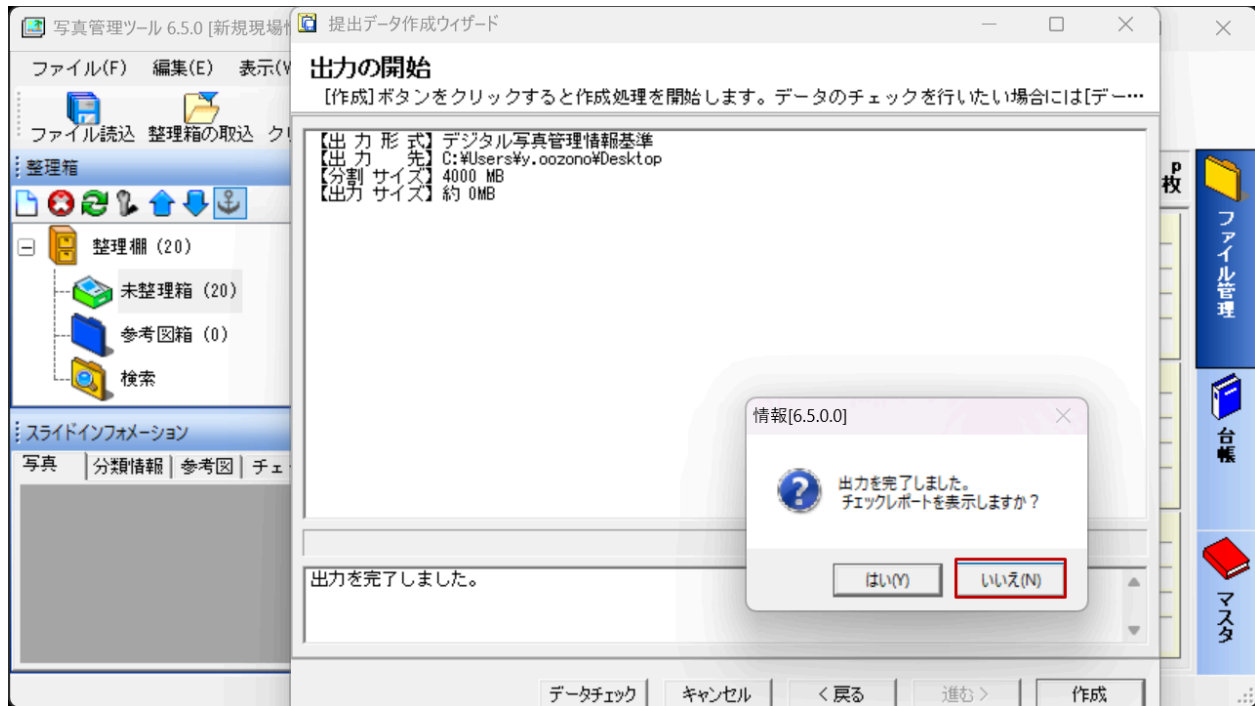 写真管理ツール 6.5.0 [新規現場
ファイル(F) 編集(E) 表示(V
ファイル読込 整理箱の取込 ク
整理箱
整理棚 (20)
未整理箱 (20)
参考図箱 (0)
検索
スライドインフォメーション
写真 分類情報 参考図 チェ
提出データ作成ウィザード
出力の開始
[作成]ボタンをクリックすると作成処理を開始します。データのチェックを行いたい場合には[デー…
【出 力 形 式】デジタル写真管理情報基準
【出 力 先】C:¥Users¥y.oozono¥Desktop
【分割 サイズ】4000 MB
【出力 サイズ】約 0MB
情報[6.5.0.0]
出力を完了しました。
チェックレポートを表示しますか？
はい(Y) いいえ(N)
出力を完了しました。
データチェック キャンセル < 戻る 進む > 作成
P
枚
ファイル管理
台帳
マスタ